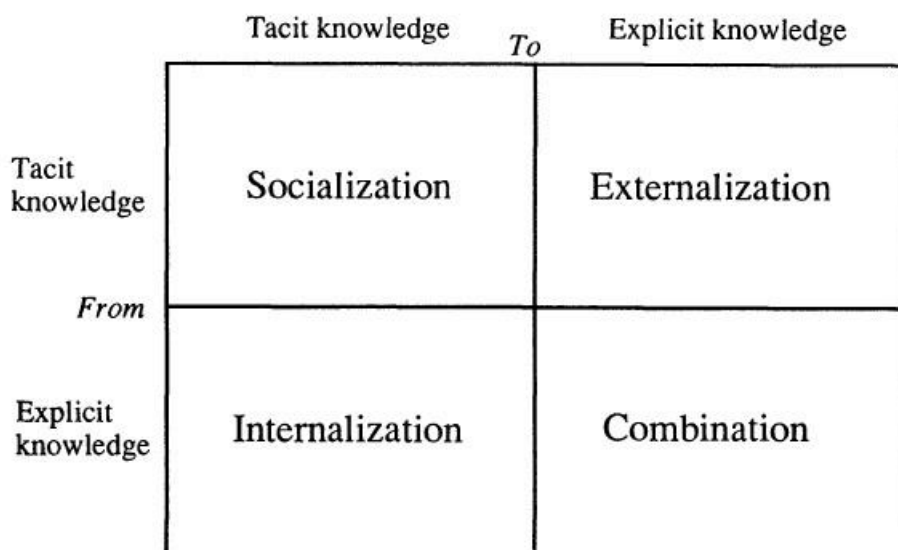 Tacit knowledge
To
Explicit knowledge
Tacit
knowledge
Socialization
Externalization
From
Explicit
knowledge
Internalization
Combination